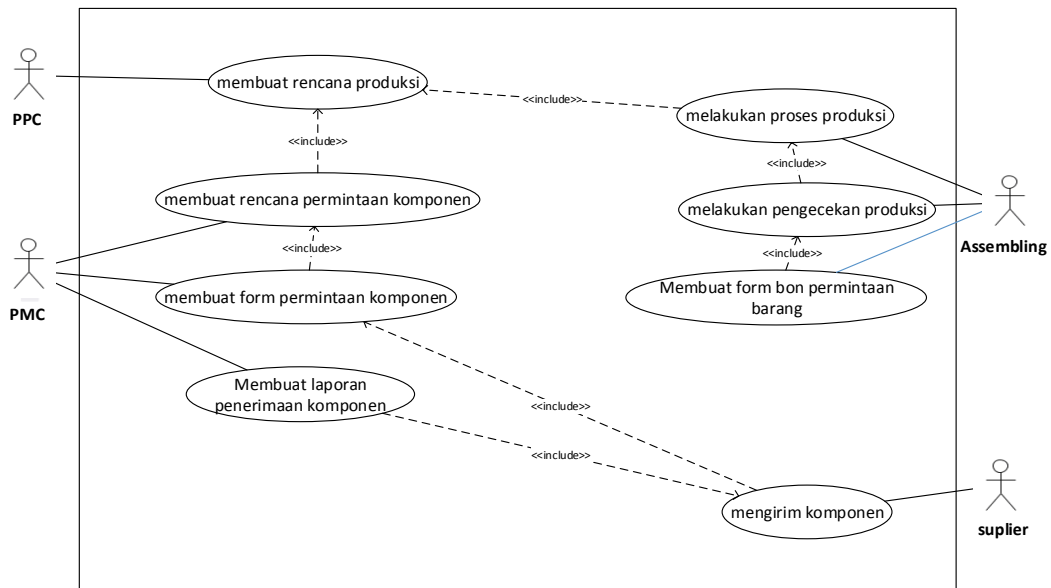 membuat rencana produksi
PPC
<<include>>
melakukan proses produksi
<<include>>
<<include>>
membuat rencana permintaan komponen
melakukan pengecekan produksi
<<include>>
<<include>>
Assembling
membuat form permintaan komponen
Membuat form bon permintaan
barang
PMC
Membuat laporan
penerimaan komponen
<<include>>
<<include>>
mengirim komponen
suplier